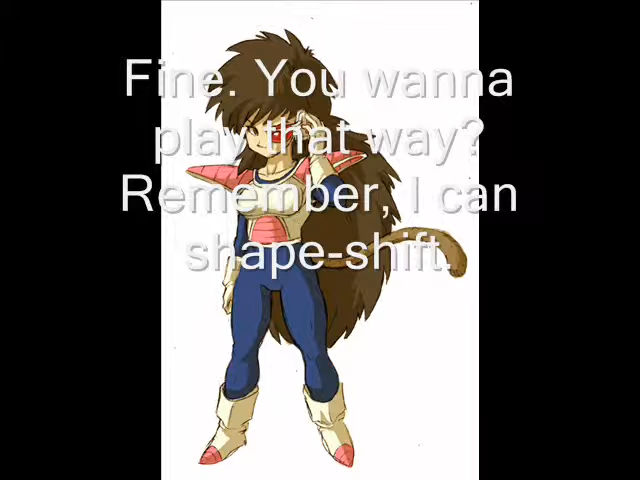 Fine. You wanna
play that way?
Remember, I can
shape-shift.